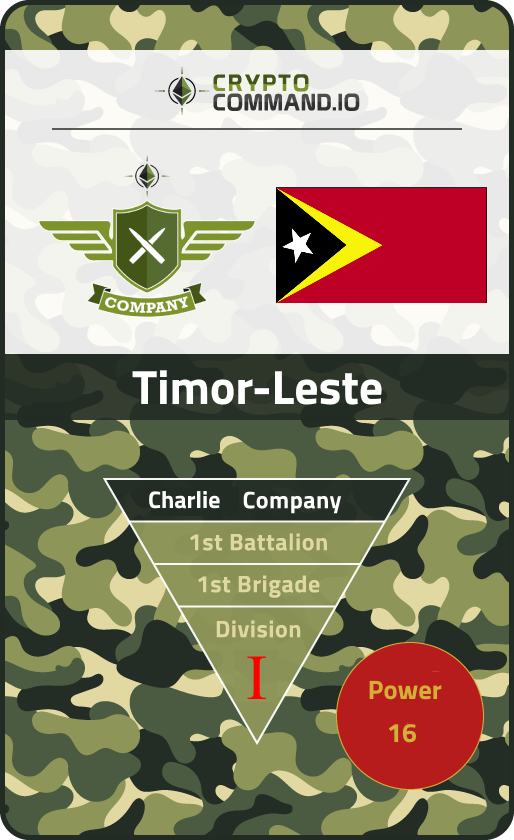 CRYPTO
COMMAND.IO
COMPANY
Timor-Leste
Charlie Company
1st Battalion
1st Brigade
Division
I
Power
16